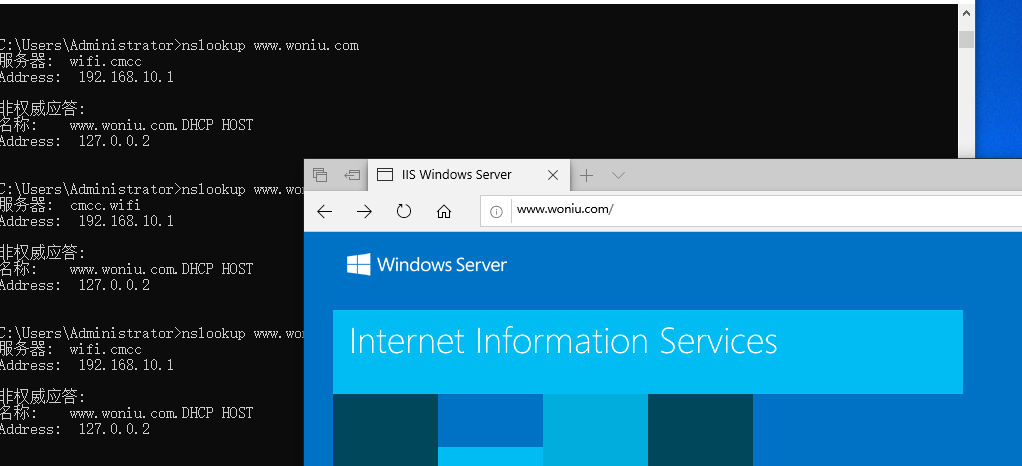 C:\Users\Administrator>nslookup www.woniu.com
服务器:  wifi.cmcc
Address:  192.168.10.1
非权威应答:
名称:    www.woniu.com.DHCP HOST
Address:  127.0.0.2
C:\Users\Administrator>nslookup www.wo
服务器:  cmcc.wifi
Address:  192.168.10.1
非权威应答:
名称:    www.woniu.com.DHCP HOST
Address:  127.0.0.2
C:\Users\Administrator>nslookup www.wo
服务器:  wifi.cmcc
Address:  192.168.10.1
非权威应答:
名称:    www.woniu.com.DHCP HOST
Address:  127.0.0.2
IIS Windows Server
www.woniu.com/
Windows Server
Internet Information Services